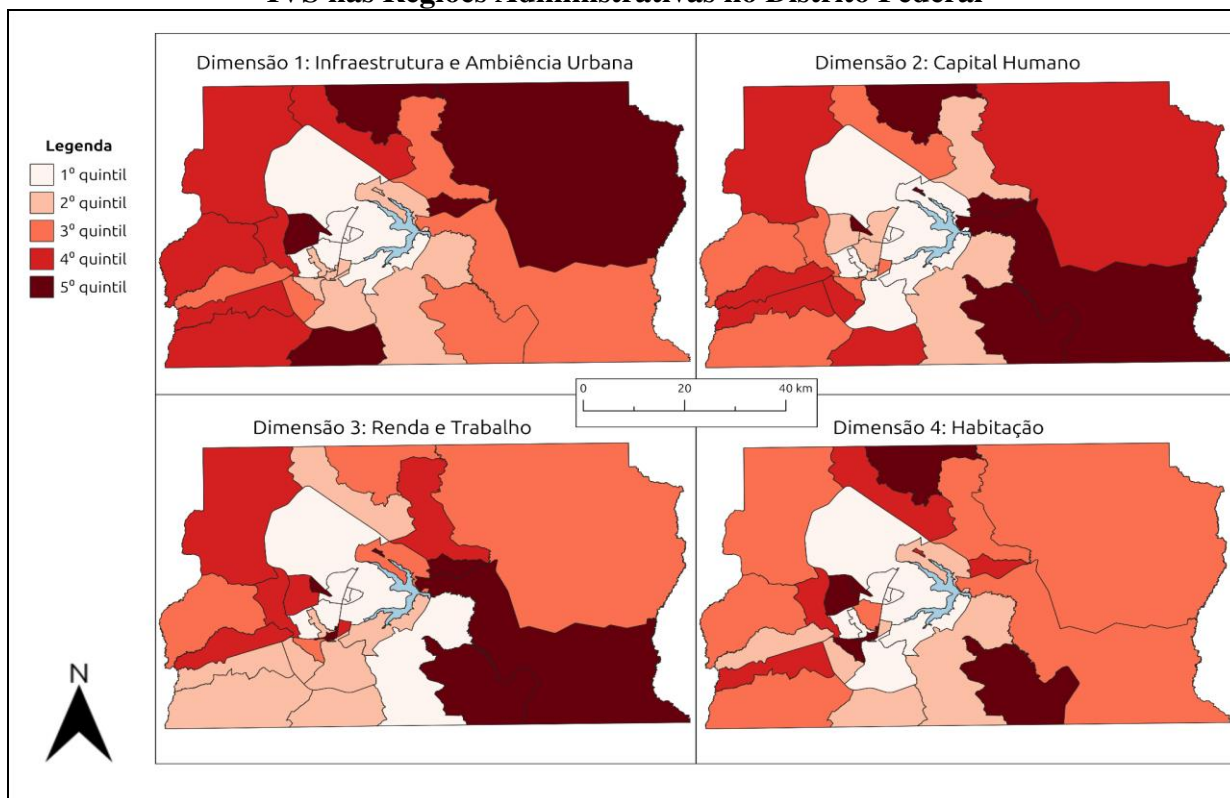 IVS nas Regiões Administrativas no Distrito Federal
Dimensão 1: Infraestrutura e Ambiência Urbana
Dimensão 2: Capital Humano
Legenda
1º quintil
2º quintil
3º quintil
4º quintil
5º quintil
0 20 40 km
Dimensão 3: Renda e Trabalho
Dimensão 4: Habitação
N